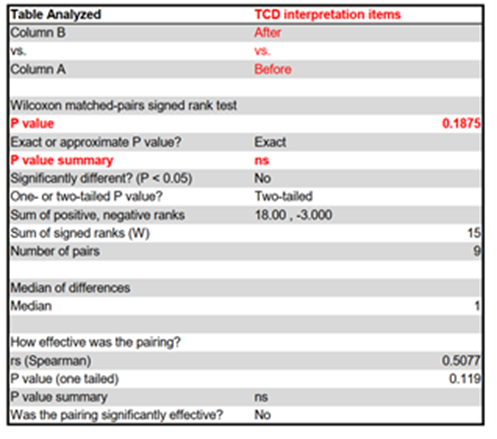 Table Analyzed TCD interpretation items
Column B After
vs. vs.
Column A Before
Wilcoxon matched-pairs signed rank test
P value 0.1875
Exact or approximate P value? Exact
P value summary ns
Significantly different? (P < 0.05) No
One- or two-tailed P value? Two-tailed
Sum of positive, negative ranks 18.00 , -3.000
Sum of signed ranks (W) 15
Number of pairs 9
Median of differences
Median 1
How effective was the pairing?
rs (Spearman) 0.5077
P value (one tailed) 0.119
P value summary ns
Was the pairing significantly effective? No